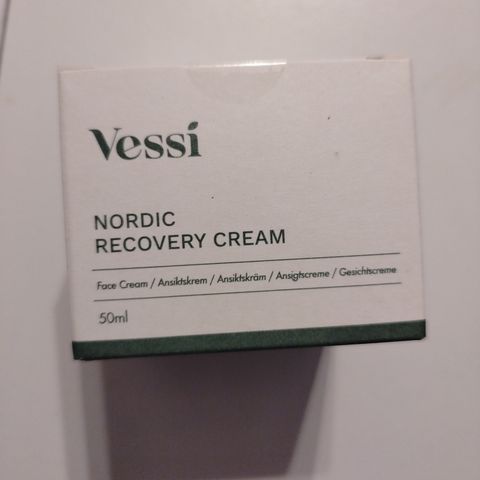 Vessi
NORDIC
RECOVERY CREAM
Face Cream / Ansiktskrem / Ansiktskräm / Ansigtscreme / Gesichtscreme
50ml